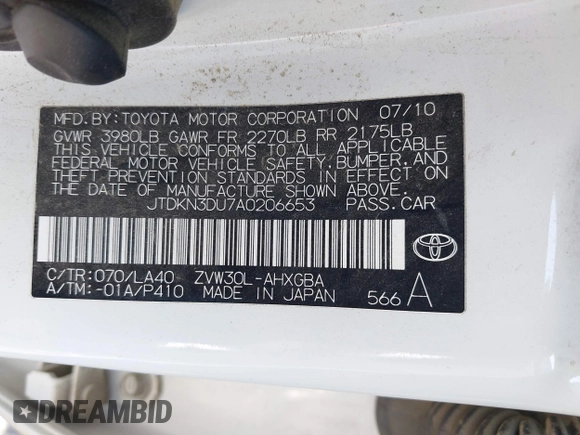 MFD.BY:TOYOTA MOTOR CORPORATION 07/10
GVWR 3980LB GAWR FR 2270LB RR 2175LB
THIS VEHICLE CONFORMS TO ALL APPLICABLE
FEDERAL MOTOR VEHICLE SAFETY,BUMPER,AND
THEFT PREVENTION STANDARDS IN EFFECT ON
THE DATE OF MANUFACTURE SHOWN ABOVE.
JTDKN3DU7A0206653 PASS.CAR
C/TR:070/LA40 ZVW30L-AHXGBA
A/TM:-01A/P410 MADE IN JAPAN
566 A
DREAMBID